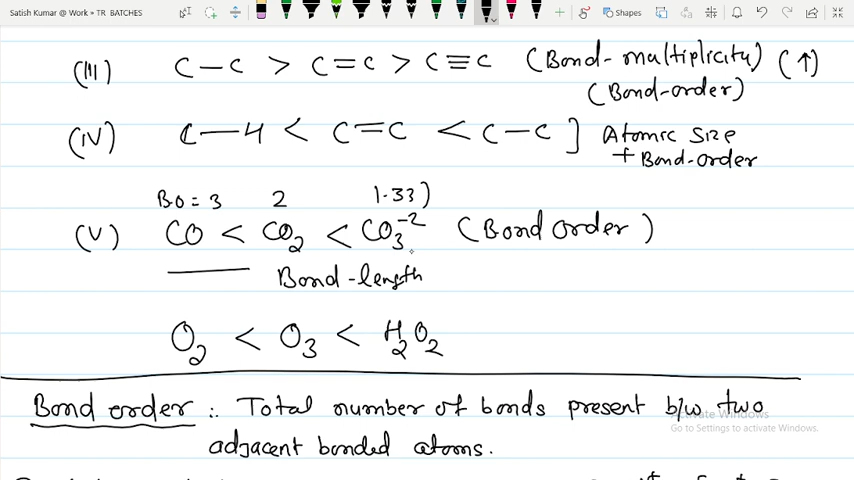 Satish Kumar @ Work » TR BATCHES
Shapes
(III) C–C > C=C > C≡C (Bond-multiplicity) (↑)
(Bond-order)
(IV) C–H < C=C < C–C ] Atomic Size
+ Bond-order
BO = 3 2 1.33)
(V) CO < CO₂ < CO₃⁻² (Bond order)
Bond-length
O₂ < O₃ < H₂O₂
Bond order :. Total number of bonds present b/w two
Activate Windows
Go to Settings to activate Windows.
adjacent bonded atoms.